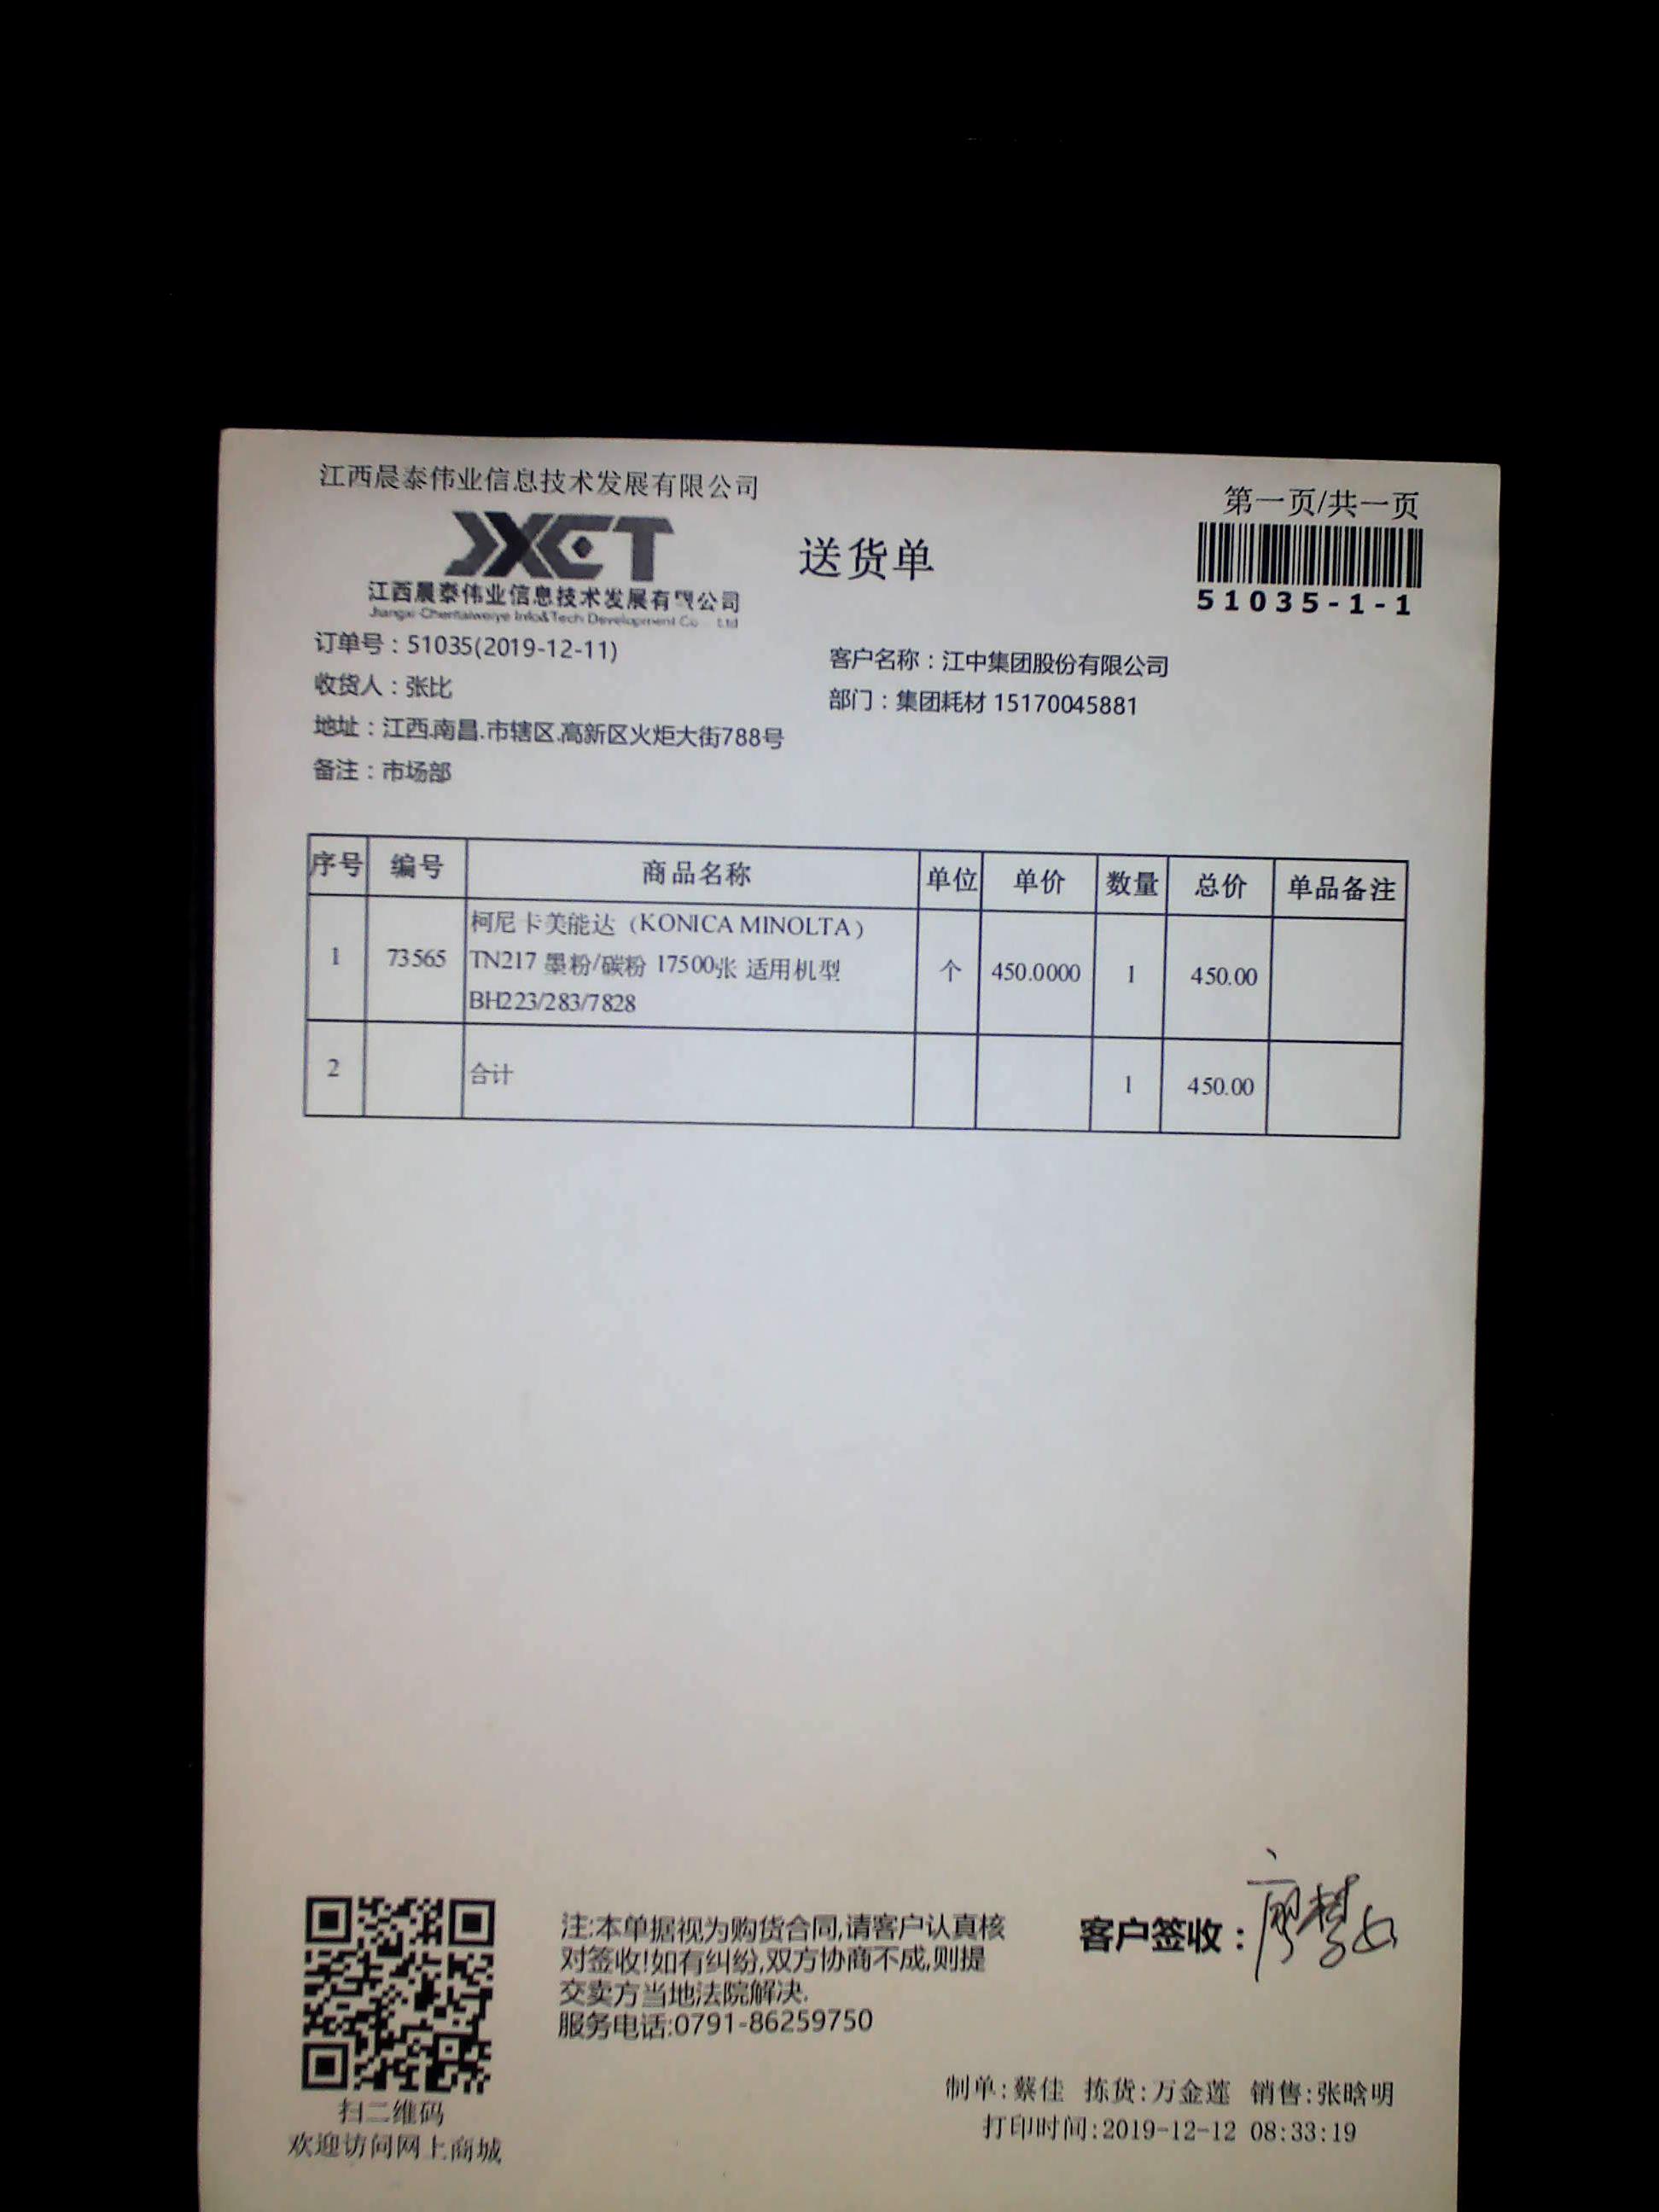 江西晨泰伟业信息技术发展有限公司
第一页/共一页
JXCT
送货单
江西晨泰伟业信息技术发展有限公司
Jiangxi Chentaiweiye Info&Tech Development Co. Ltd
51035-1-1
订单号：51035(2019-12-11)
客户名称：江中集团股份有限公司
收货人：张比
部门：集团耗材 15170045881
地址：江西.南昌.市辖区.高新区火炬大街788号
备注：市场部
序号 编号 商品名称 单位 单价 数量 总价 单品备注
柯尼卡美能达（KONICA MINOLTA）
1 73565 TN217 墨粉/碳粉 17500张 适用机型 个 450.0000 1 450.00
BH223/283/7828
2 合计 1 450.00
注:本单据视为购货合同,请客户认真核
对签收!如有纠纷,双方协商不成,则提
交卖方当地法院解决.
服务电话:0791-86259750
客户签收：
扫二维码
欢迎访问网上商城
制单:蔡佳 拣货:万金莲 销售:张晗明
打印时间:2019-12-12 08:33:19